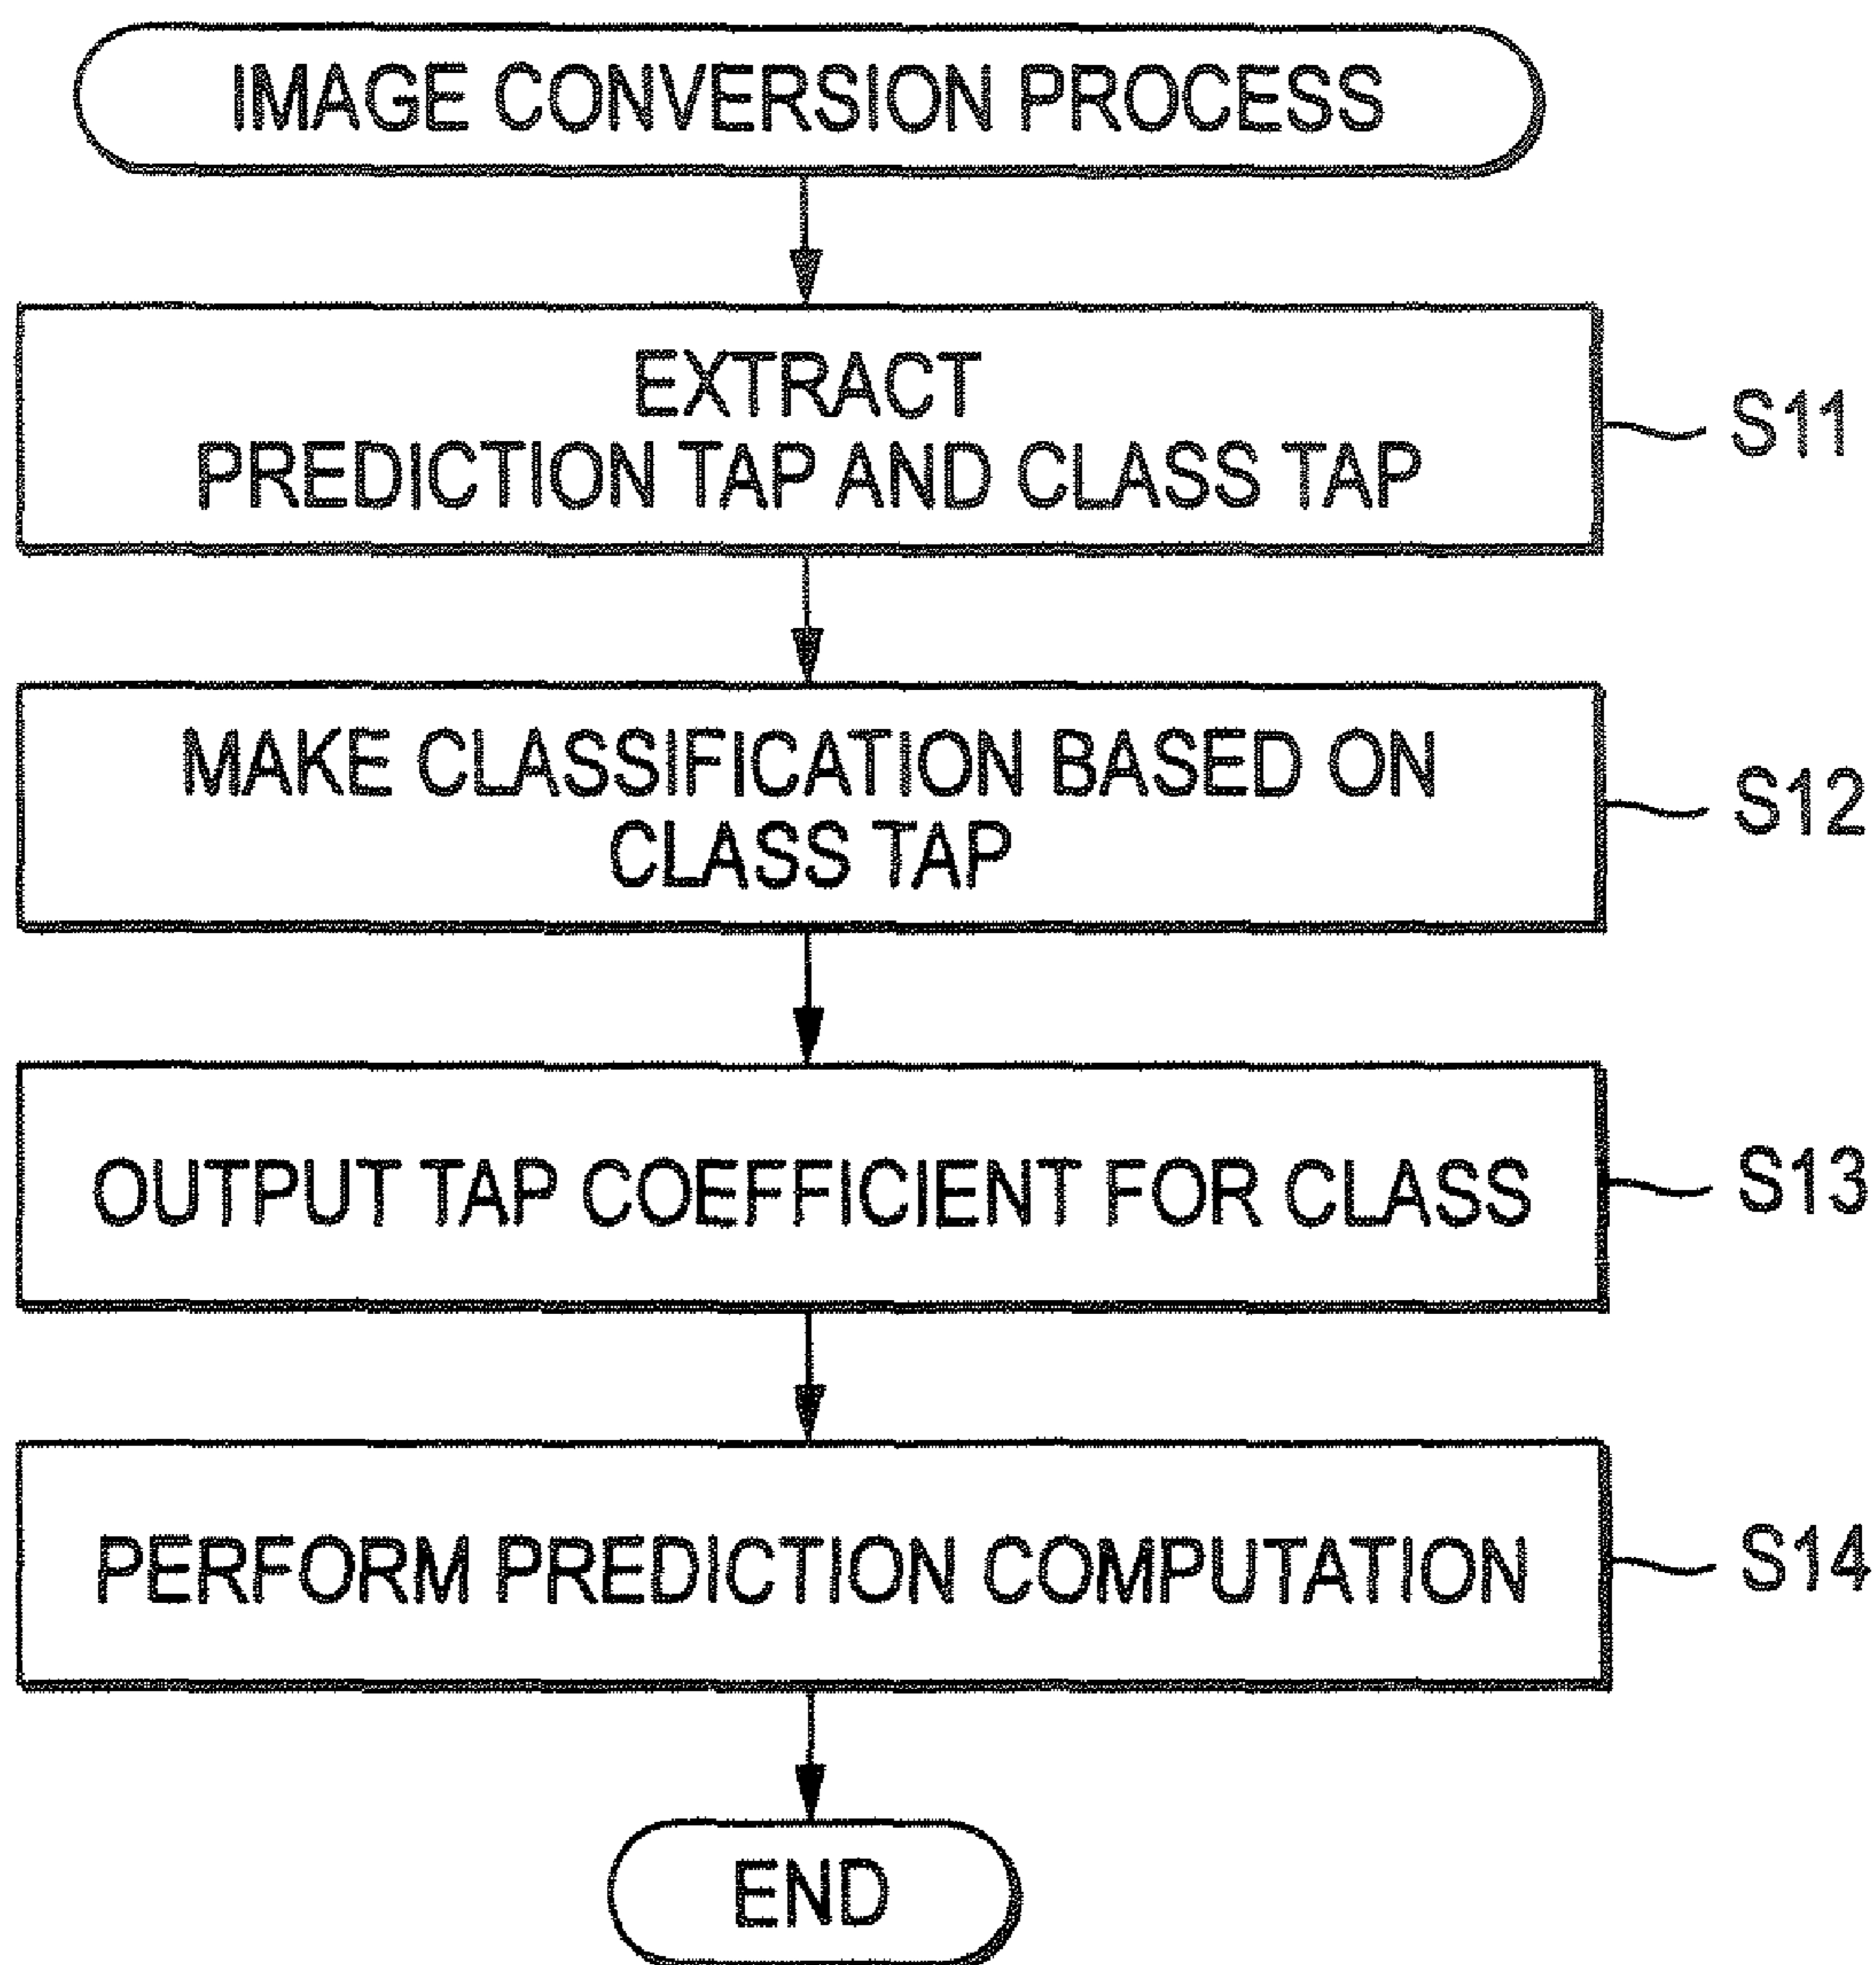 IMAGE CONVERSION PROCESS
EXTRACT
PREDICTION TAP AND CLASS TAP
S11
MAKE CLASSIFICATION BASED ON
CLASS TAP
S12
OUTPUT TAP COEFFICIENT FOR CLASS
S13
PERFORM PREDICTION COMPUTATION
S14
END